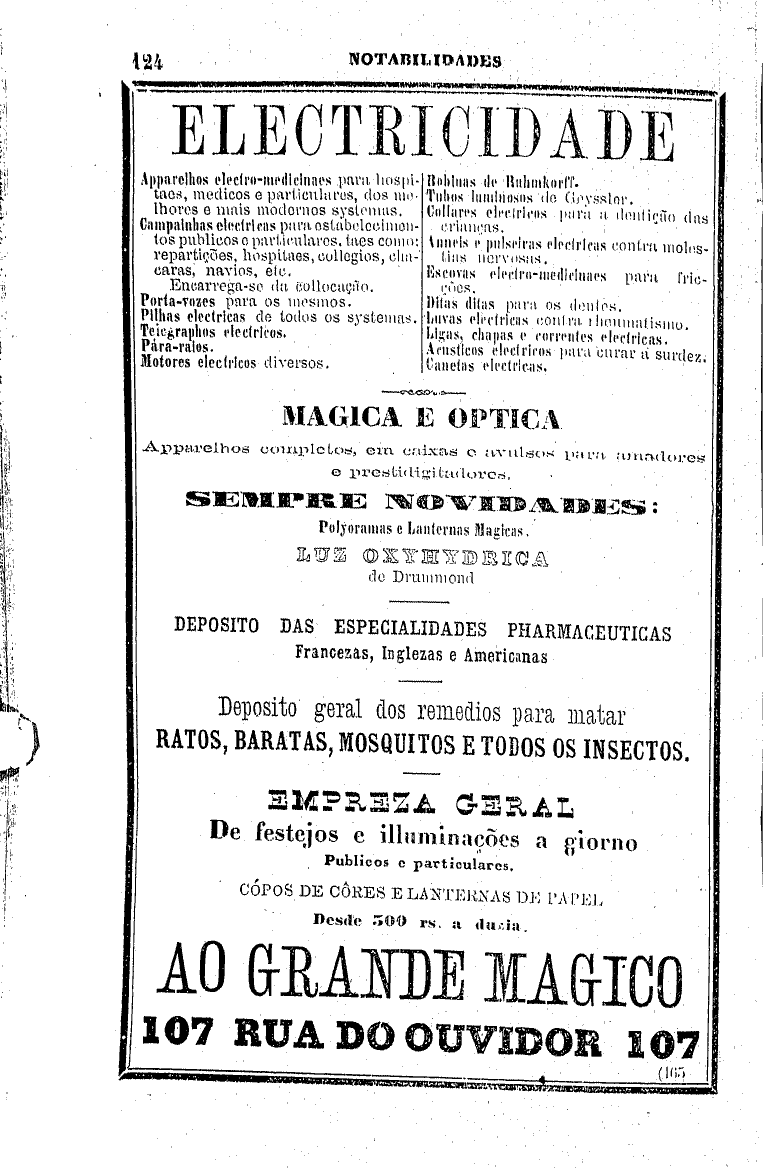 124
NOTABILIDADES
ELECTRICIDADE
Apparelhos electro-medicinaes para hospi-
taes, medicos e particulares, dos me-
lhores e mais modernos systemas.
Campainhas electricas para estabelecimen-
tos publicos e particulares, taes como:
repartições, hospitaes, collegios, cha-
caras, navios, etc.
Encarrega-se da collocação.
Porta-vozes para os mesmos.
Pilhas electricas de todos os systemas.
Telegraphos electricos.
Pára-raios.
Motores electricos diversos.
Bobinas de Ruhmkorff.
Tubos luminosos de Geyssler.
Collares electricos para a dentição das
crianças.
Anneis e pulseiras electricas contra moles-
tias nervosas.
Escovas electro-medicinaes para fric-
ções.
Ditas ditas para os dentes.
Luvas electricas contra rheumatismo.
Ligas, chapas e correntes electricas.
Acusticos electricos para curar a surdez.
Canetas electricas.
MAGICA E OPTICA
Apparelhos completos, em caixas e avulsos para amadores
e prestidigitadores.
SEMPRE NOVIDADES:
Polyoramas e Lanternas Magicas.
LUZ OXYHYDRICA
de Drummond
DEPOSITO DAS ESPECIALIDADES PHARMACEUTICAS
Francezas, Inglezas e Americanas
Deposito geral dos remedios para matar
RATOS, BARATAS, MOSQUITOS E TODOS OS INSECTOS.
EMPREZA GERAL
De festejos e illuminações a giorno
Publicos e particulares.
CÓPOS DE CÔRES E LANTERNAS DE PAPEL
Desde 500 rs. a duzia.
AO GRANDE MAGICO
107 RUA DO OUVIDOR 107
(165